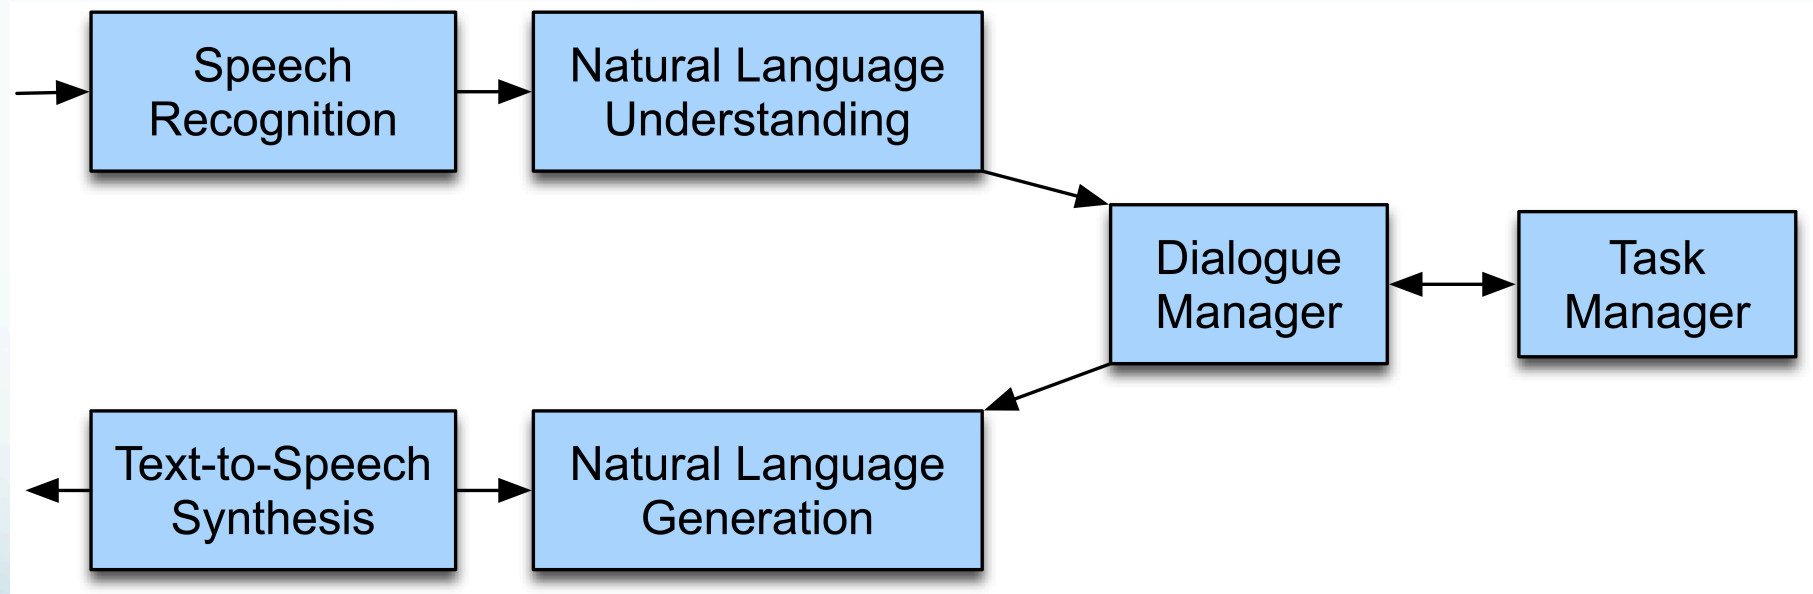 Speech
Recognition
Natural Language
Understanding
Dialogue
Manager
Task
Manager
Text-to-Speech
Synthesis
Natural Language
Generation